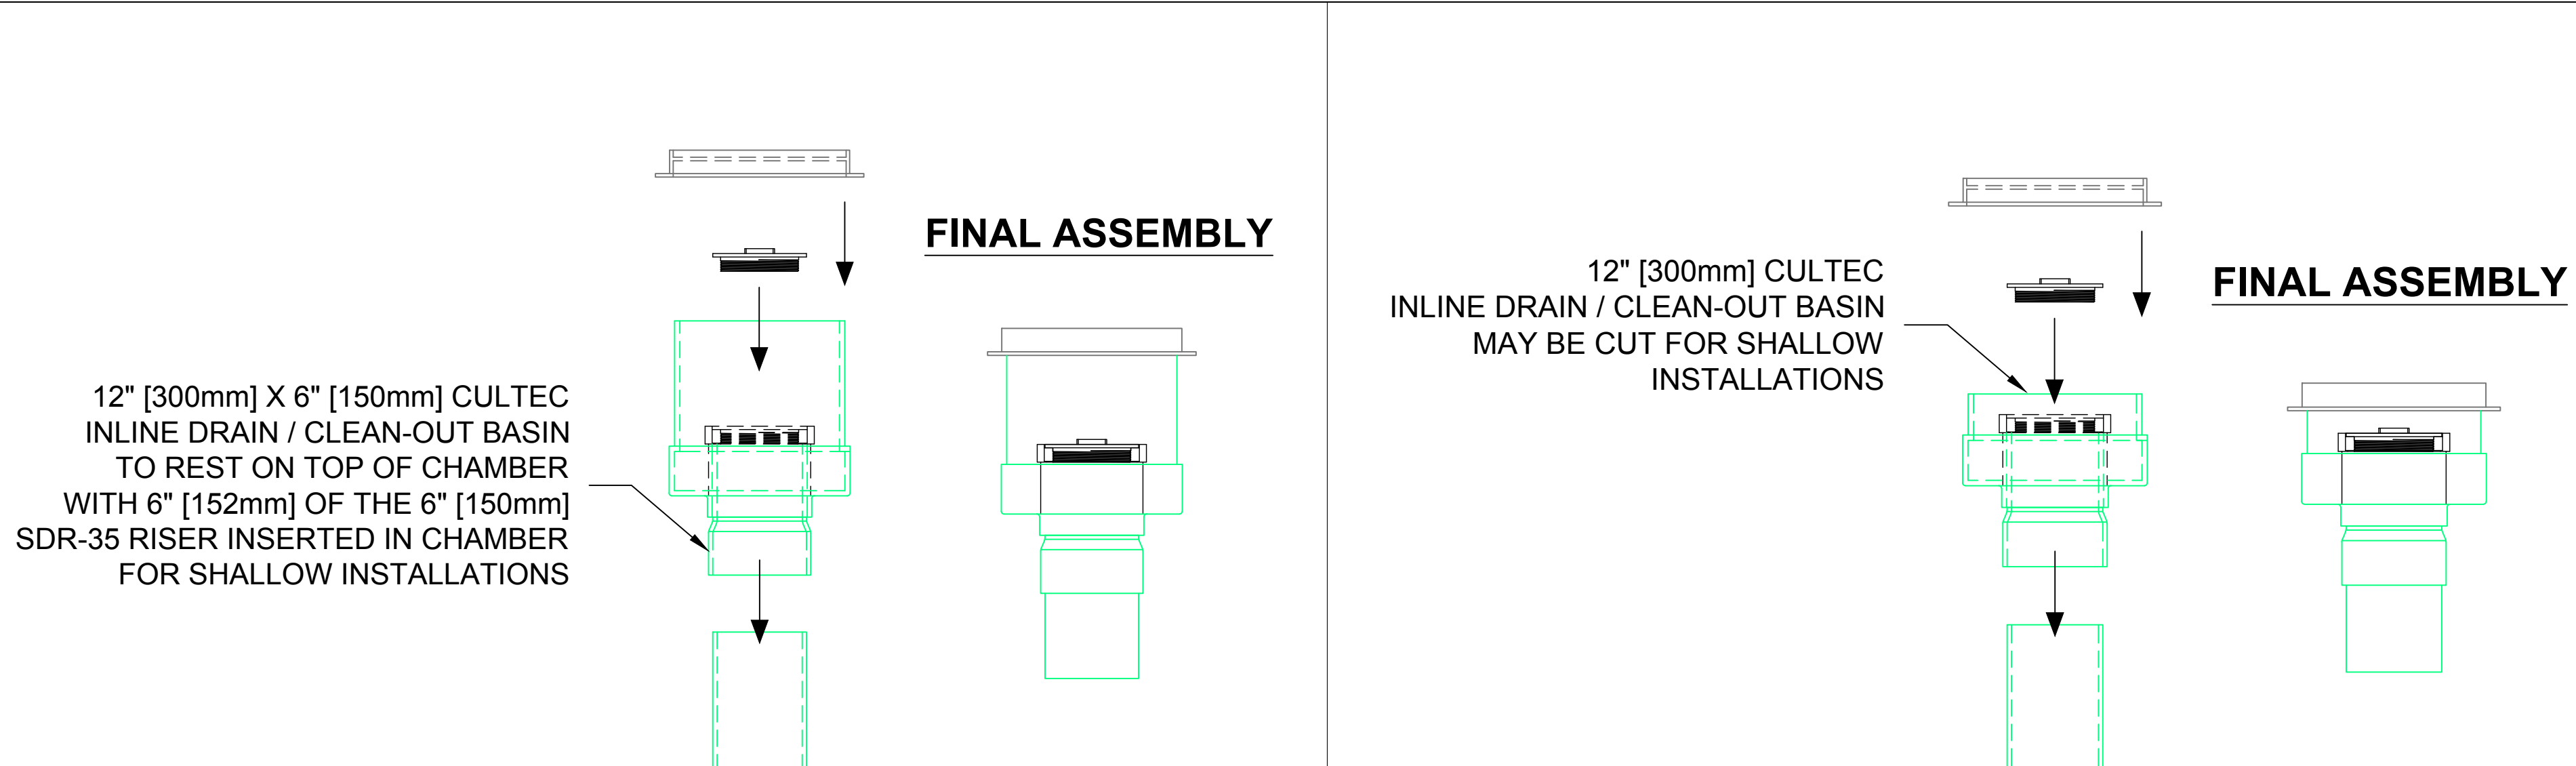 FINAL ASSEMBLY
12" [300mm] X 6" [150mm] CULTEC
INLINE DRAIN / CLEAN-OUT BASIN
TO REST ON TOP OF CHAMBER
WITH 6" [152mm] OF THE 6" [150mm]
SDR-35 RISER INSERTED IN CHAMBER
FOR SHALLOW INSTALLATIONS
12" [300mm] CULTEC
INLINE DRAIN / CLEAN-OUT BASIN
MAY BE CUT FOR SHALLOW
INSTALLATIONS
FINAL ASSEMBLY